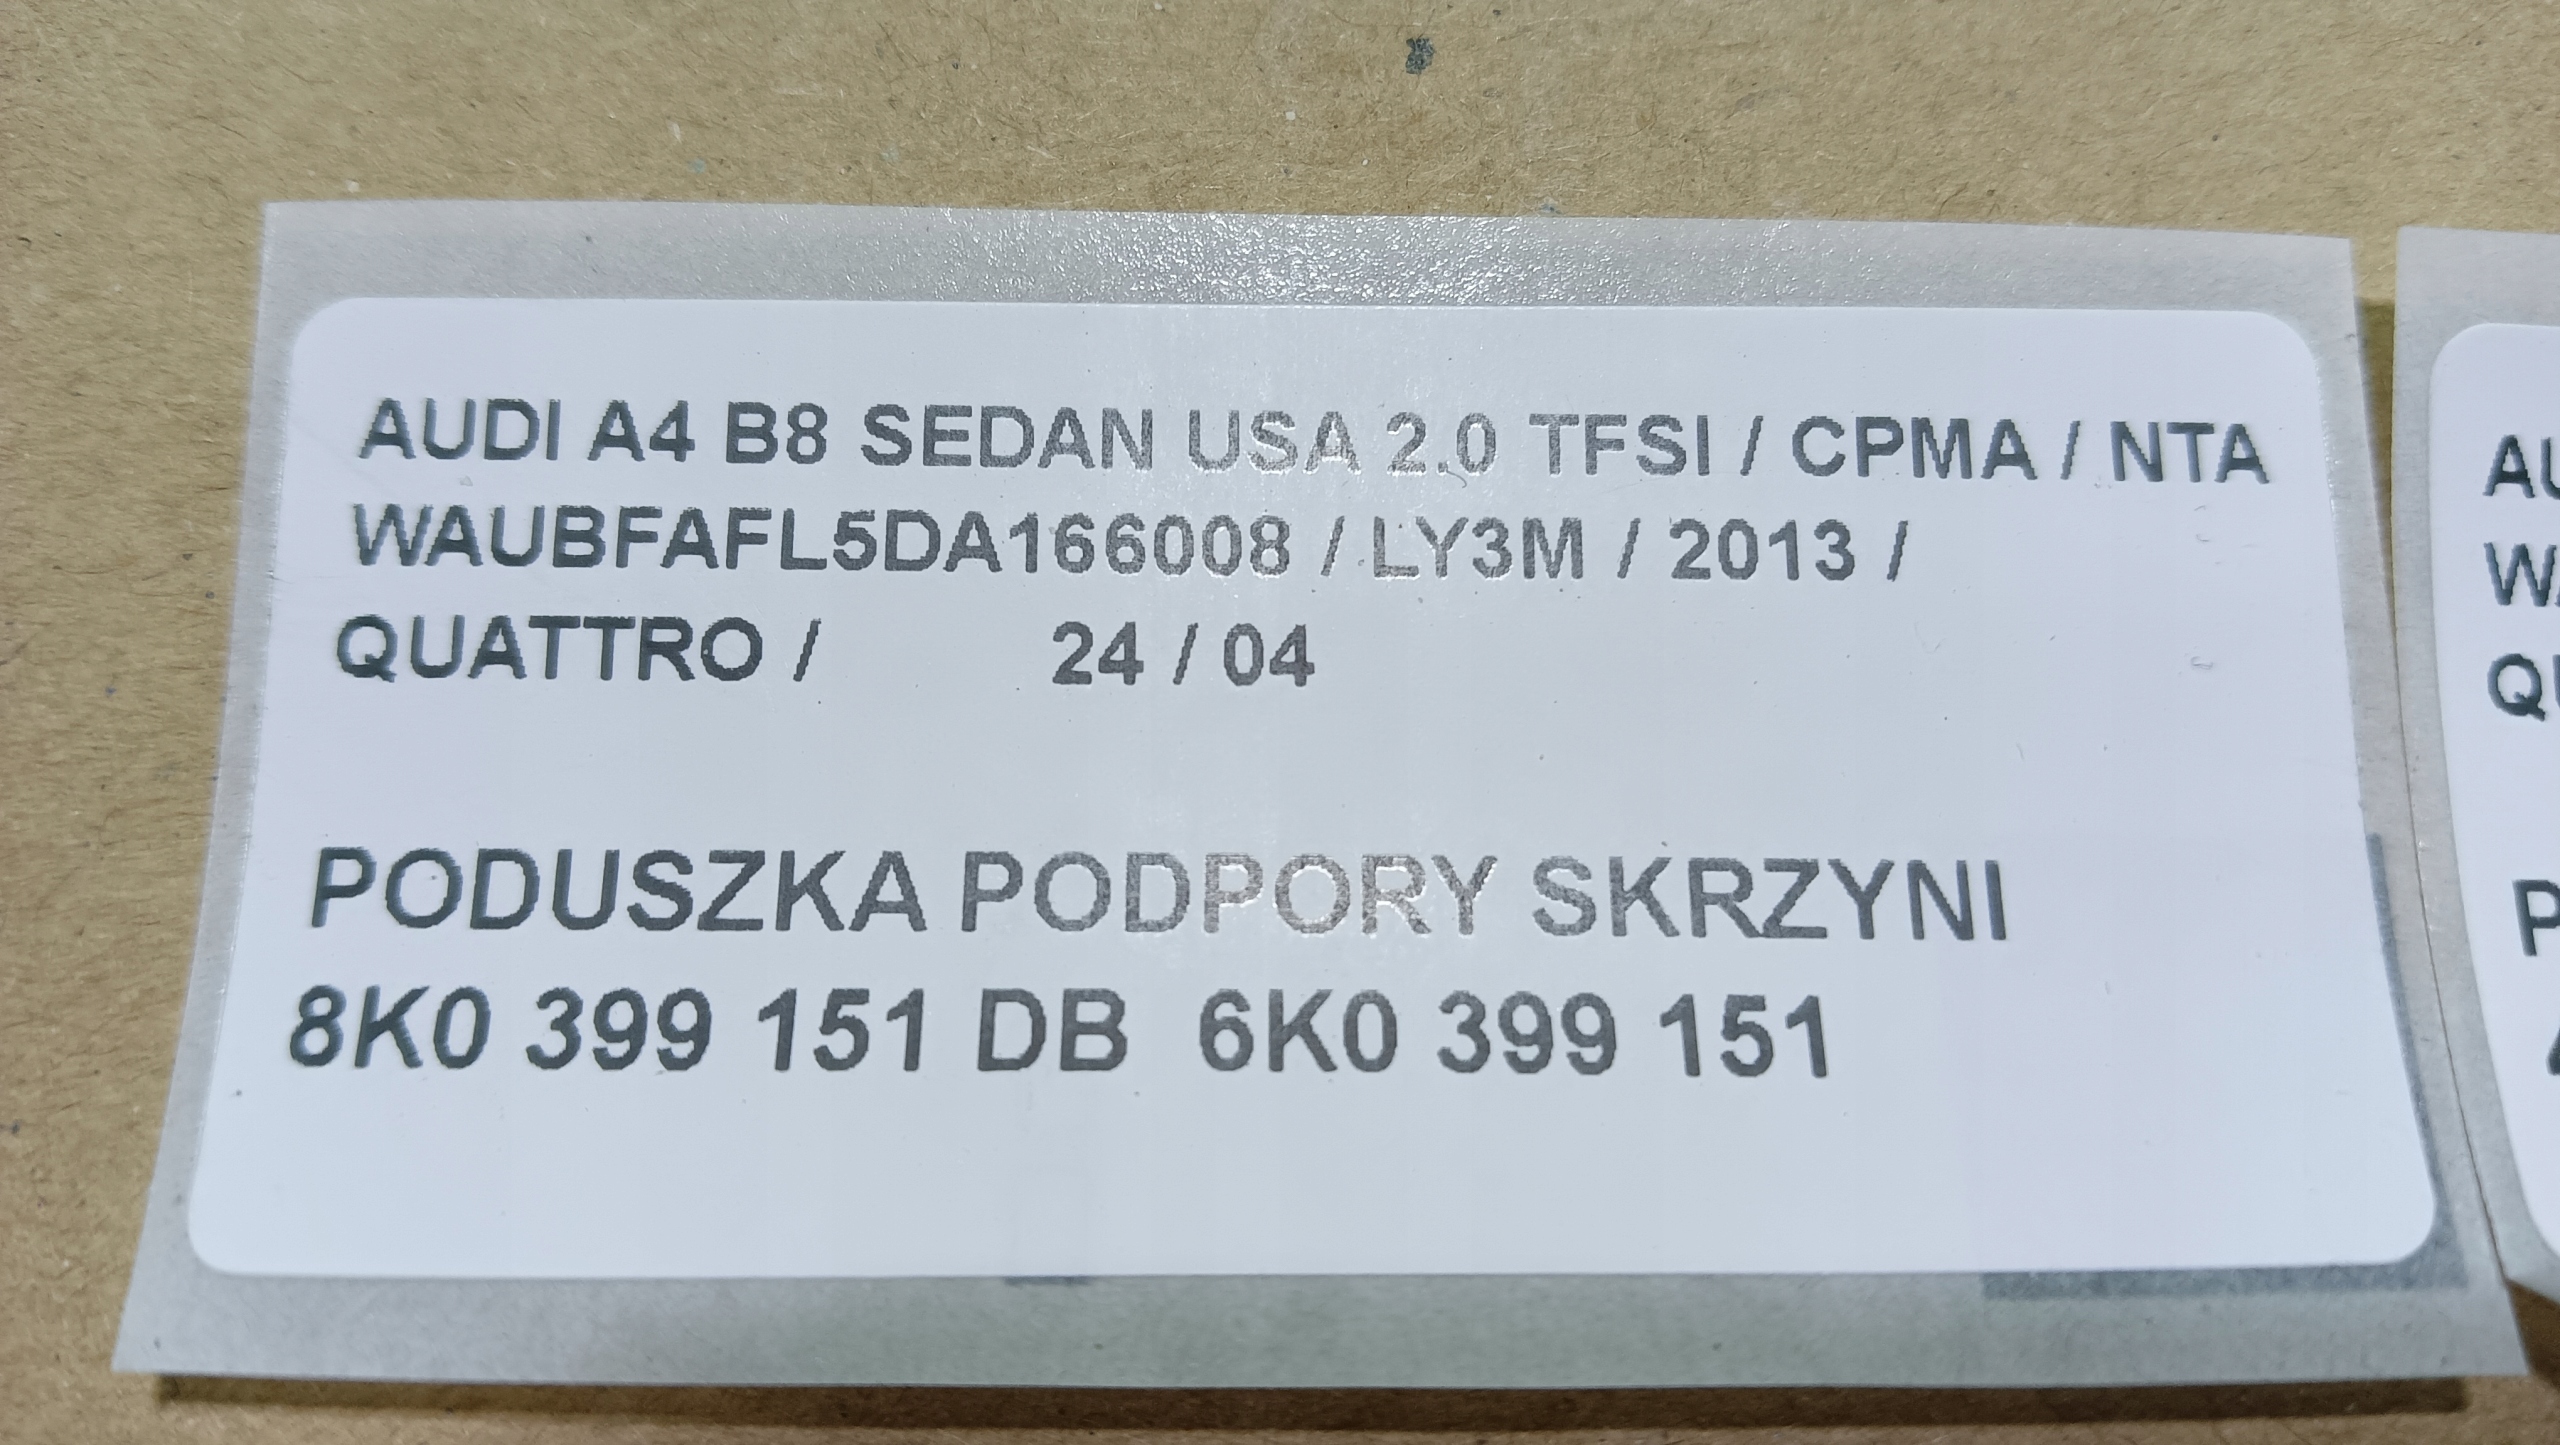 AUDI A4 B8 SEDAN USA 2.0 TFSI / CPMA / NTA
WAUBFAFL5DA166008 / LY3M / 2013 /
QUATTRO / 24 / 04
PODUSZKA PODPORY SKRZYNI
8K0 399 151 DB 6K0 399 151